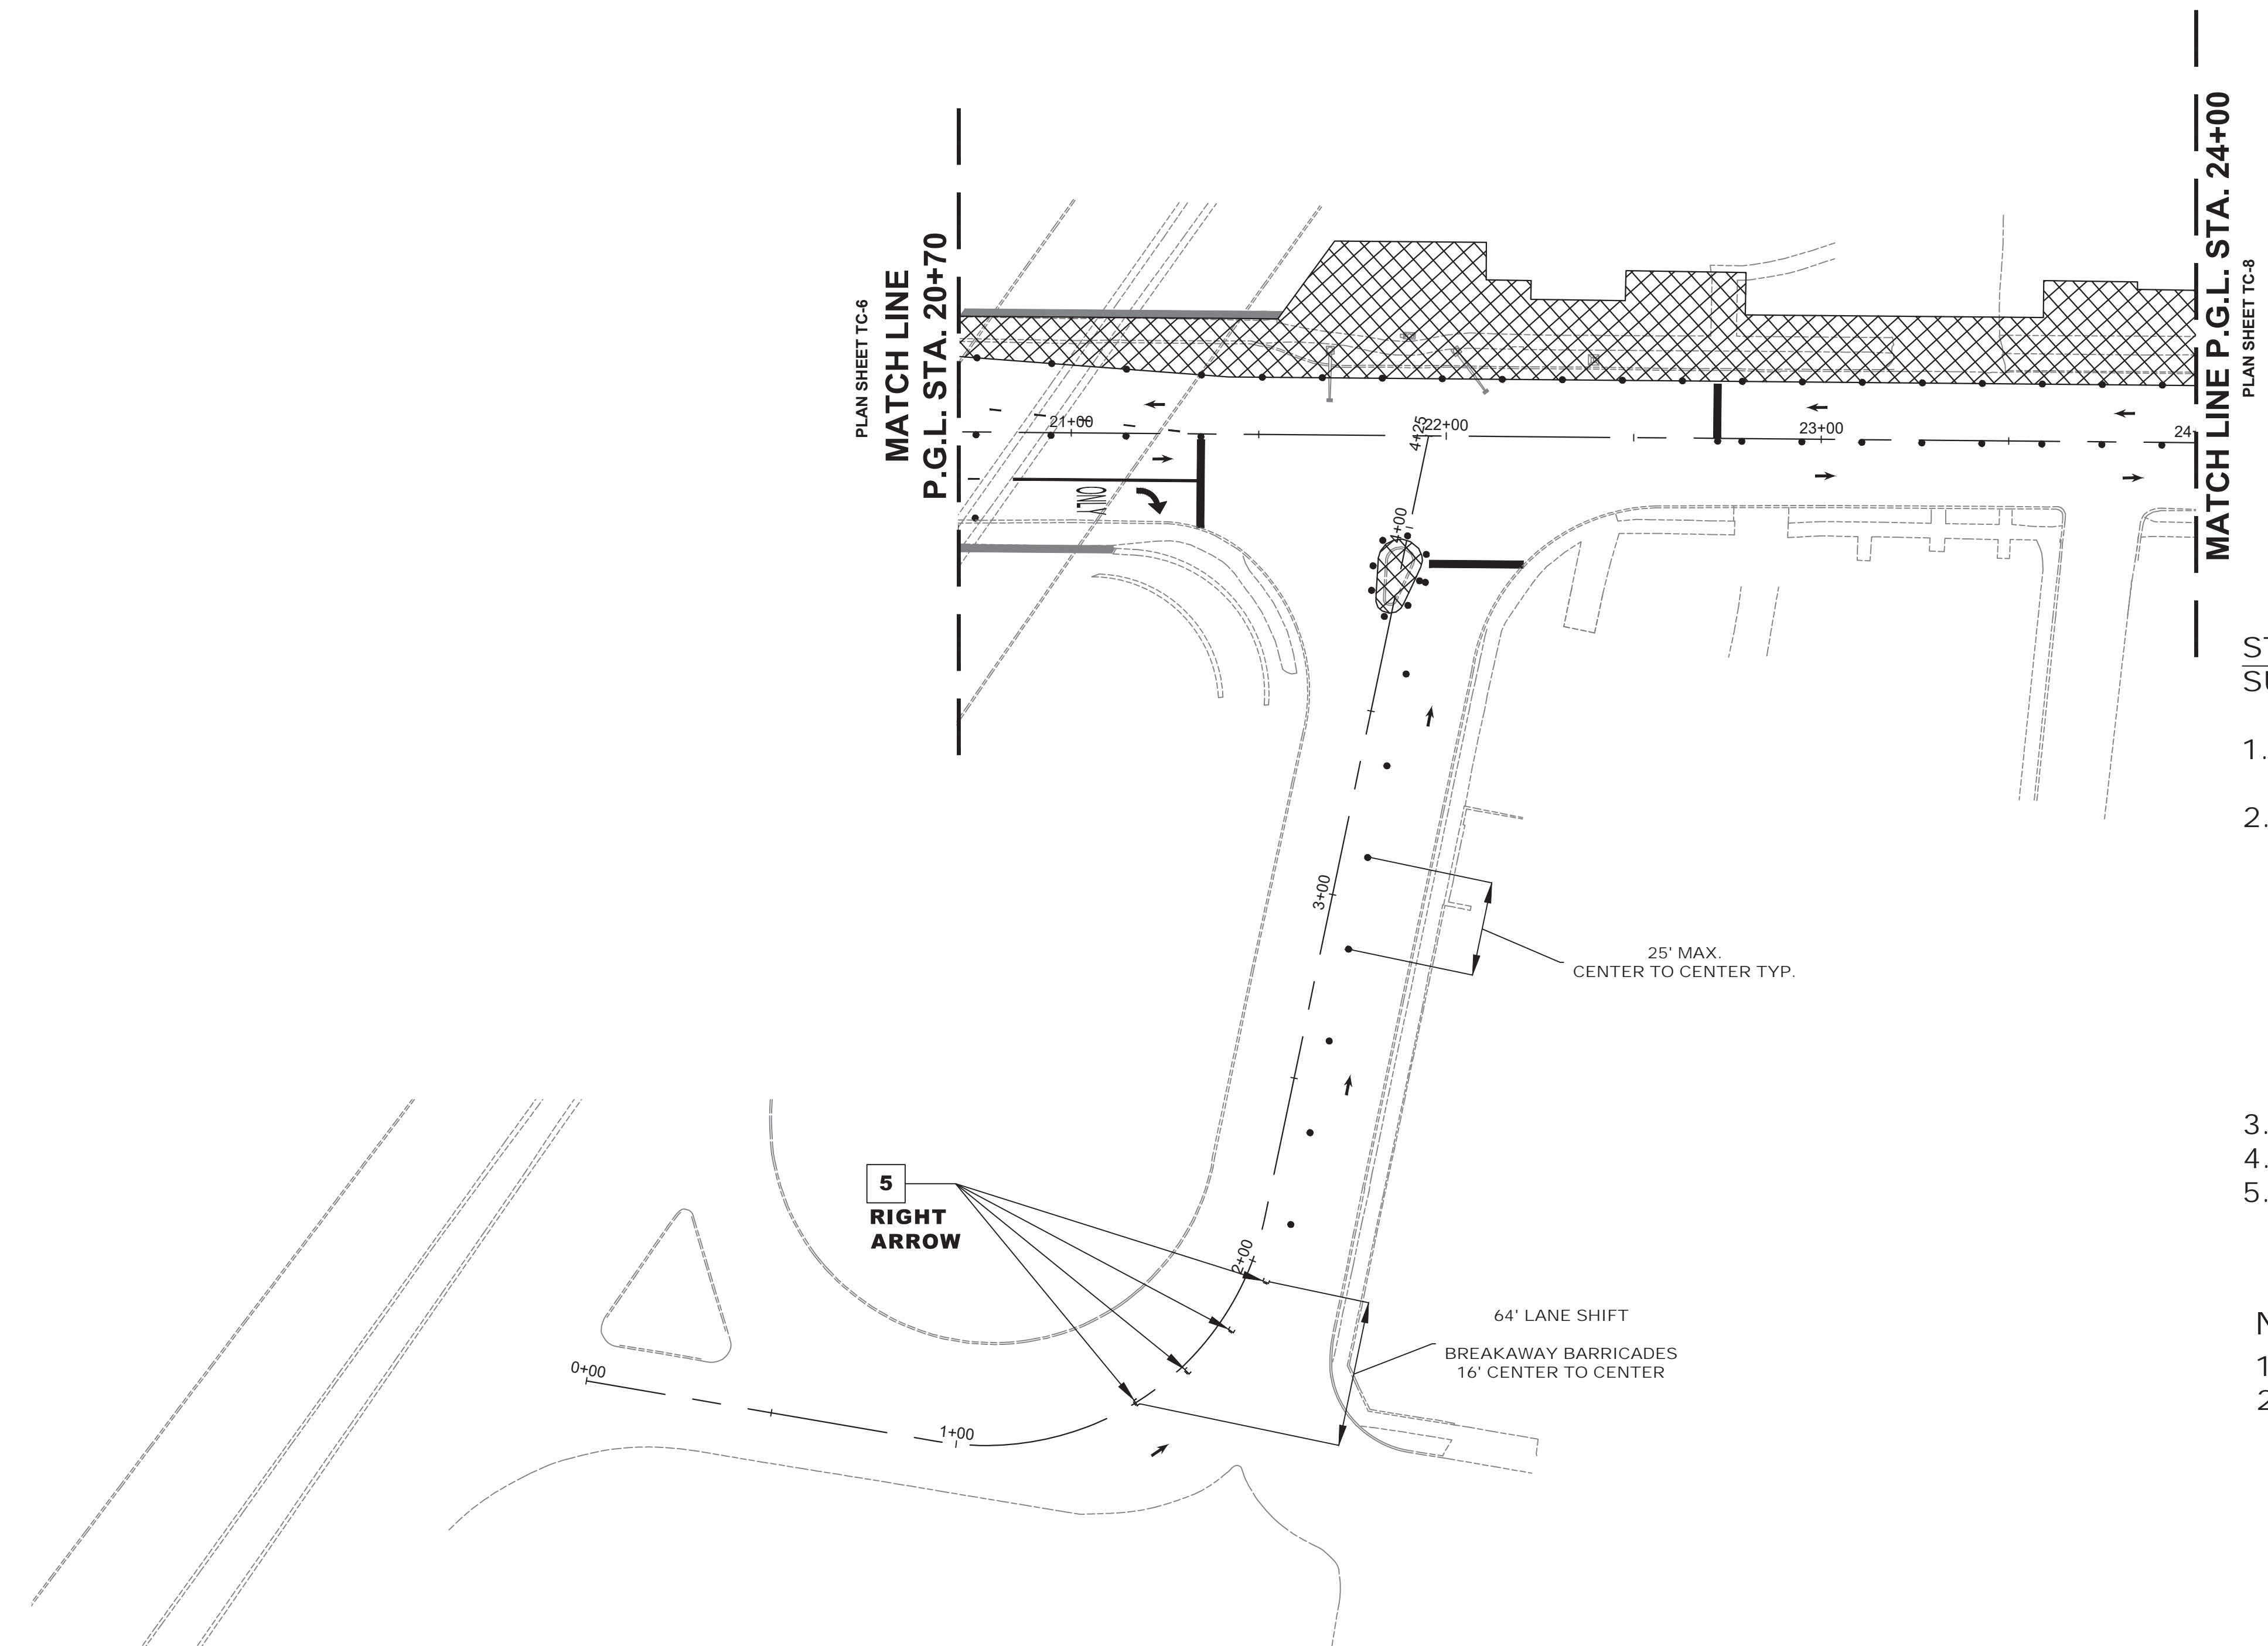 PLAN SHEET TC-6
MATCH LINE
P.G.L. STA. 20+70
MATCH LINE P.G.L. STA. 24+00
PLAN SHEET TC-8
21+00
4+25
22+00
23+00
24+
ONLY
4+00
3+00
25' MAX.
CENTER TO CENTER TYP.
5
RIGHT
ARROW
2+00
64' LANE SHIFT
BREAKAWAY BARRICADES
16' CENTER TO CENTER
0+00
1+00
1.
2.
3.
4.
5.